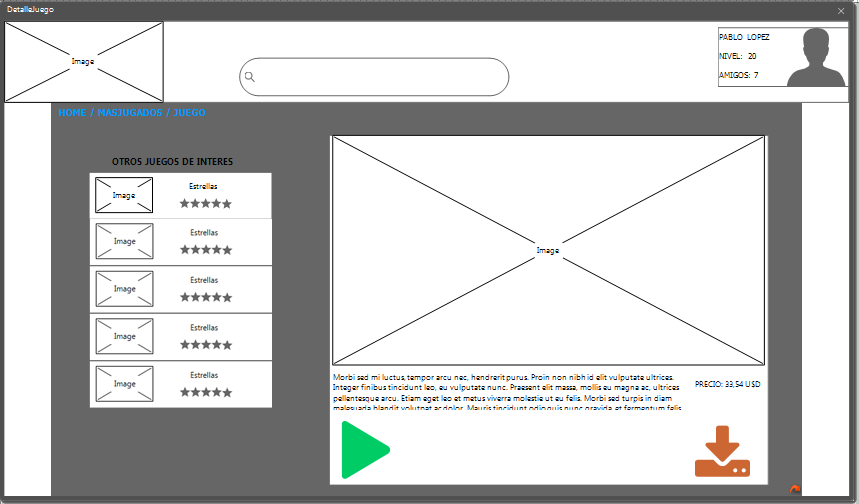 DetalleJuego
Image
PABLO LOPEZ
NIVEL: 20
AMIGOS: 7
HOME / MASJUGADOS / JUEGO
OTROS JUEGOS DE INTERES
Image
Estrellas
Image
Estrellas
Image
Estrellas
Image
Estrellas
Image
Estrellas
Image
Morbi sed mi luctus, tempor arcu nec, hendrerit purus. Proin non nibh id elit vulputate ultrices.
Integer finibus tincidunt leo, eu vulputate nunc. Praesent elit massa, mollis eu magna ac, ultrices
pellentesque arcu. Etiam eget leo et metus viverra molestie ut eu felis. Morbi sed turpis in diam
malesuada blandit volutpat ac dolor. Mauris tincidunt odio quis nunc gravida, et fermentum felis
PRECIO: 33,54 USD